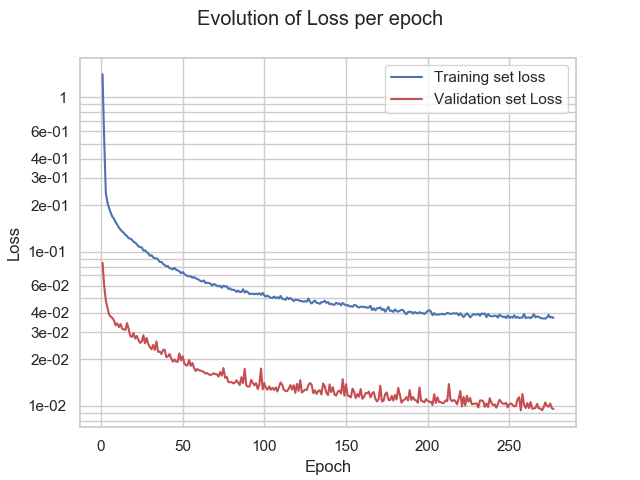 Evolution of Loss per epoch
Training set loss
Validation set Loss
1
6e-01
4e-01
3e-01
2e-01
1e-01
6e-02
4e-02
3e-02
2e-02
1e-02
Loss
0 50 100 150 200 250
Epoch